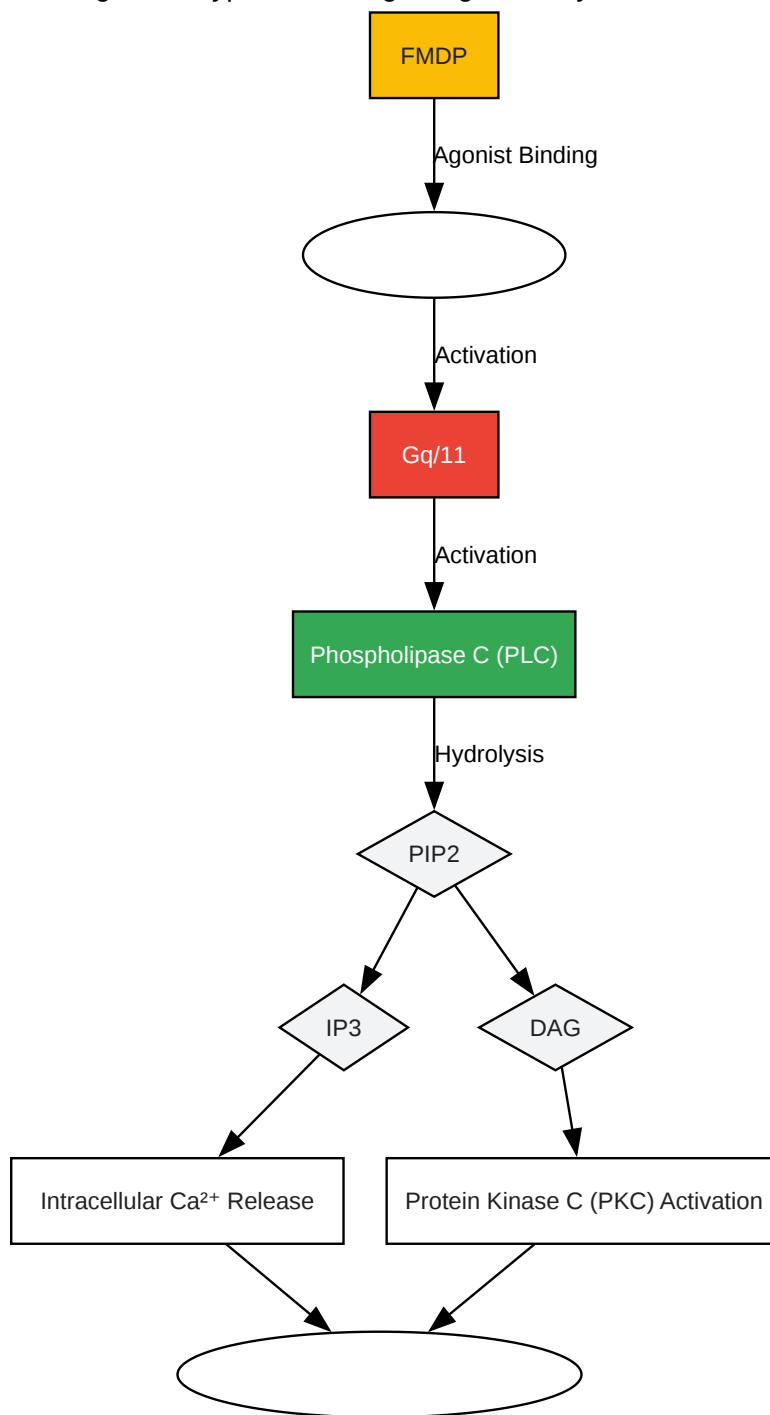 FMDP
Agonist Binding
Activation
Gq/11
Activation
Phospholipase C (PLC)
Hydrolysis
PIP2
IP3
DAG
Intracellular Ca²⁺ Release
Protein Kinase C (PKC) Activation